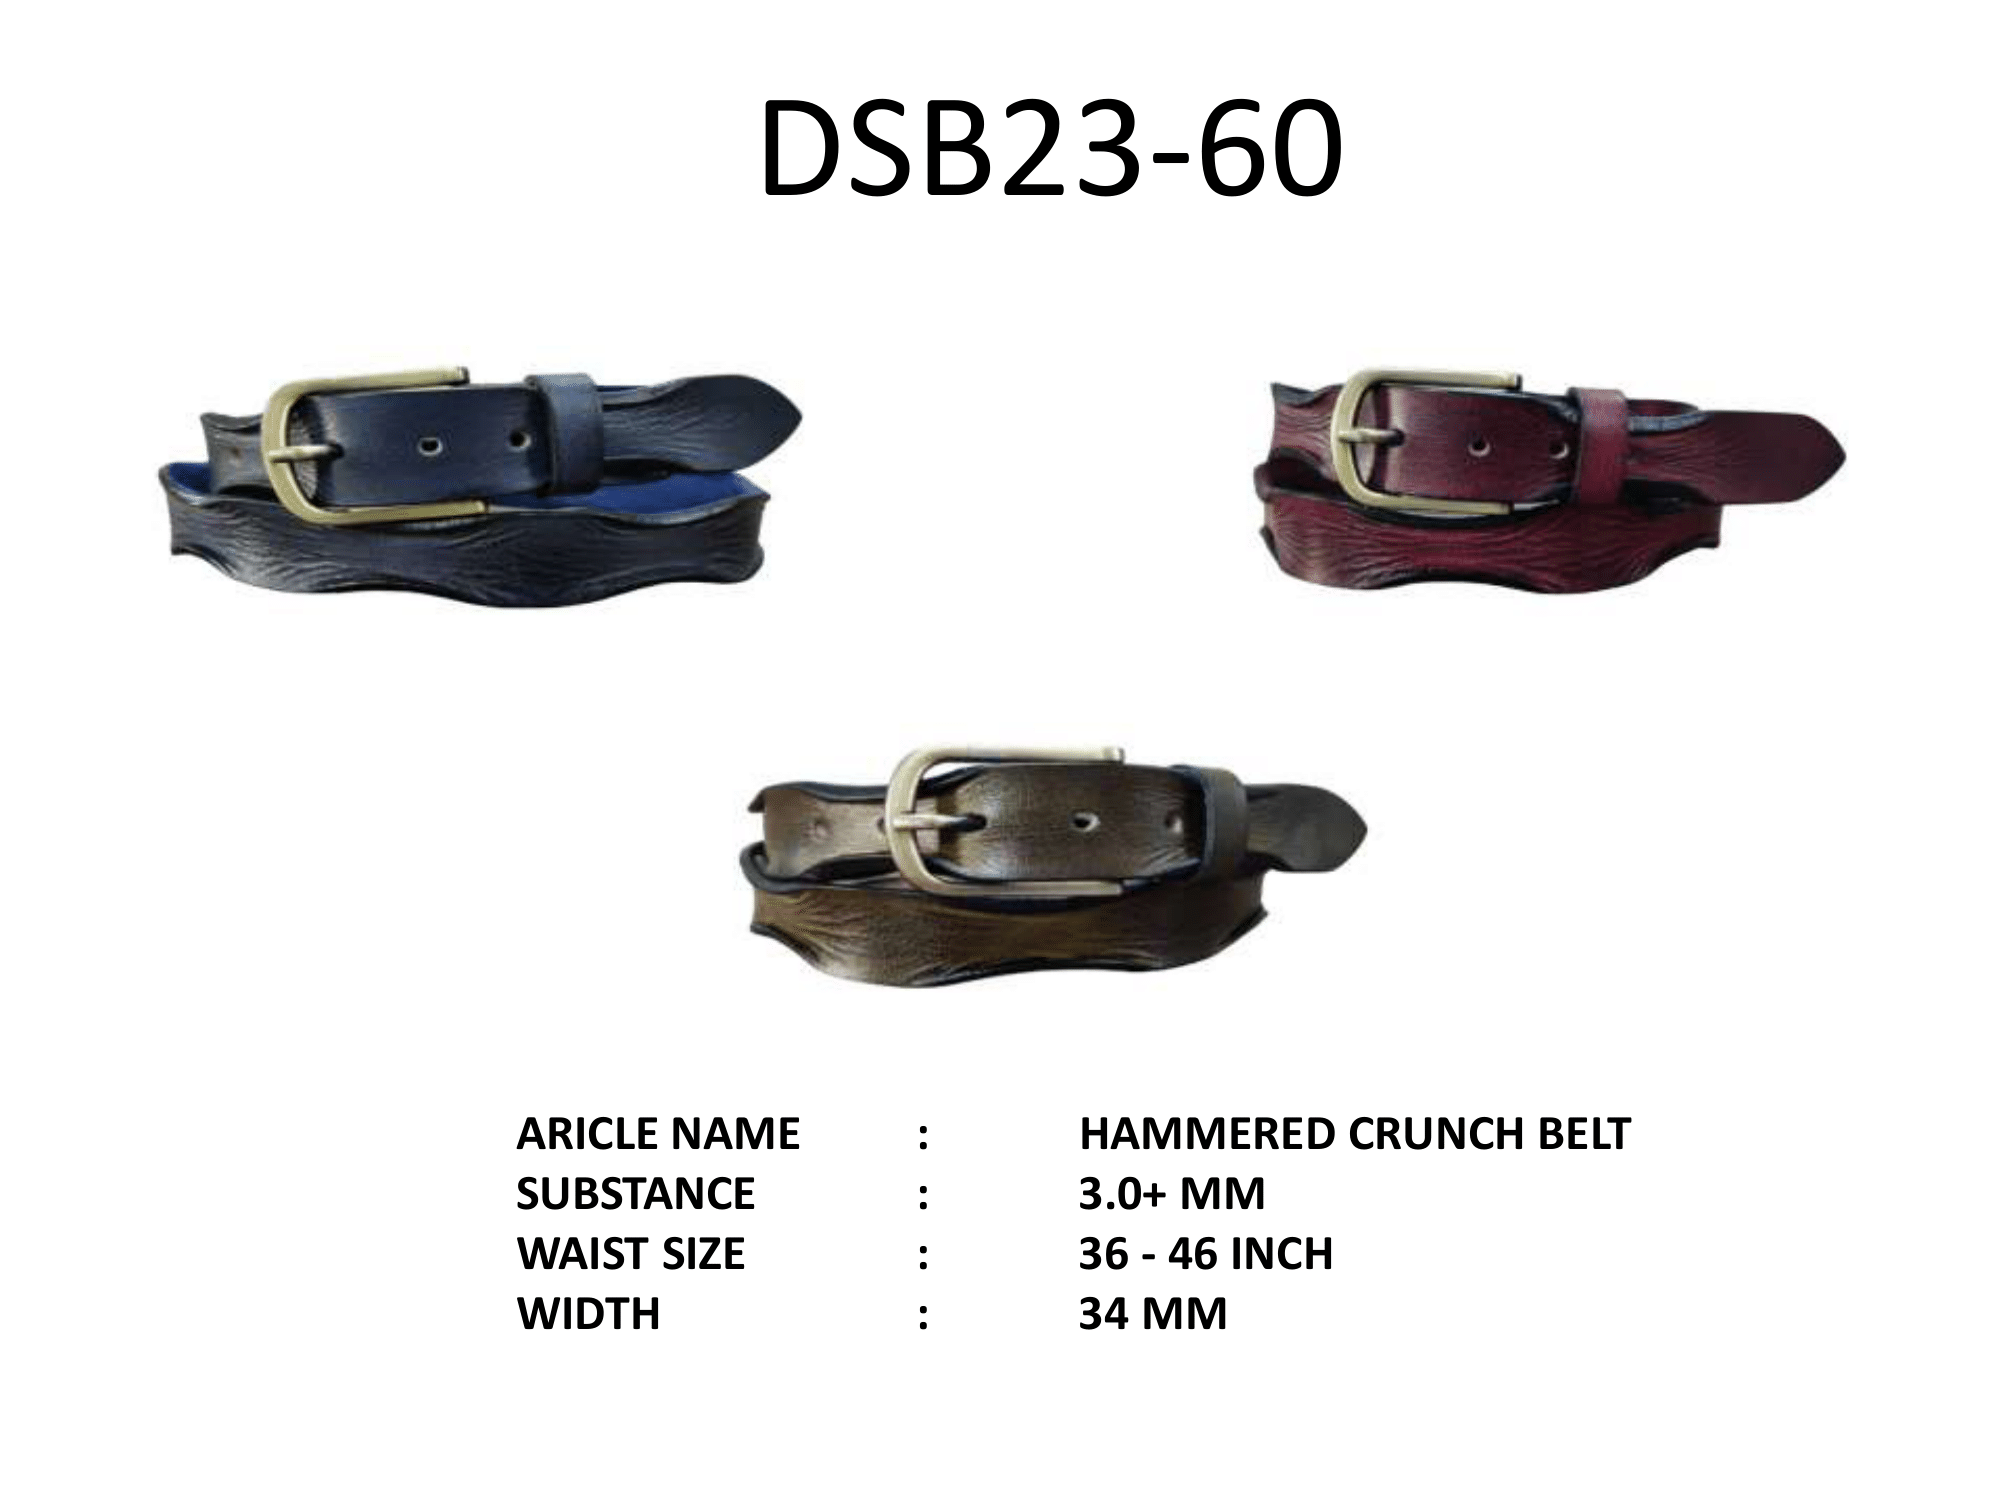 DSB23-60
ARICLE NAME : HAMMERED CRUNCH BELT
SUBSTANCE : 3.0+ MM
WAIST SIZE : 36 - 46 INCH
WIDTH : 34 MM